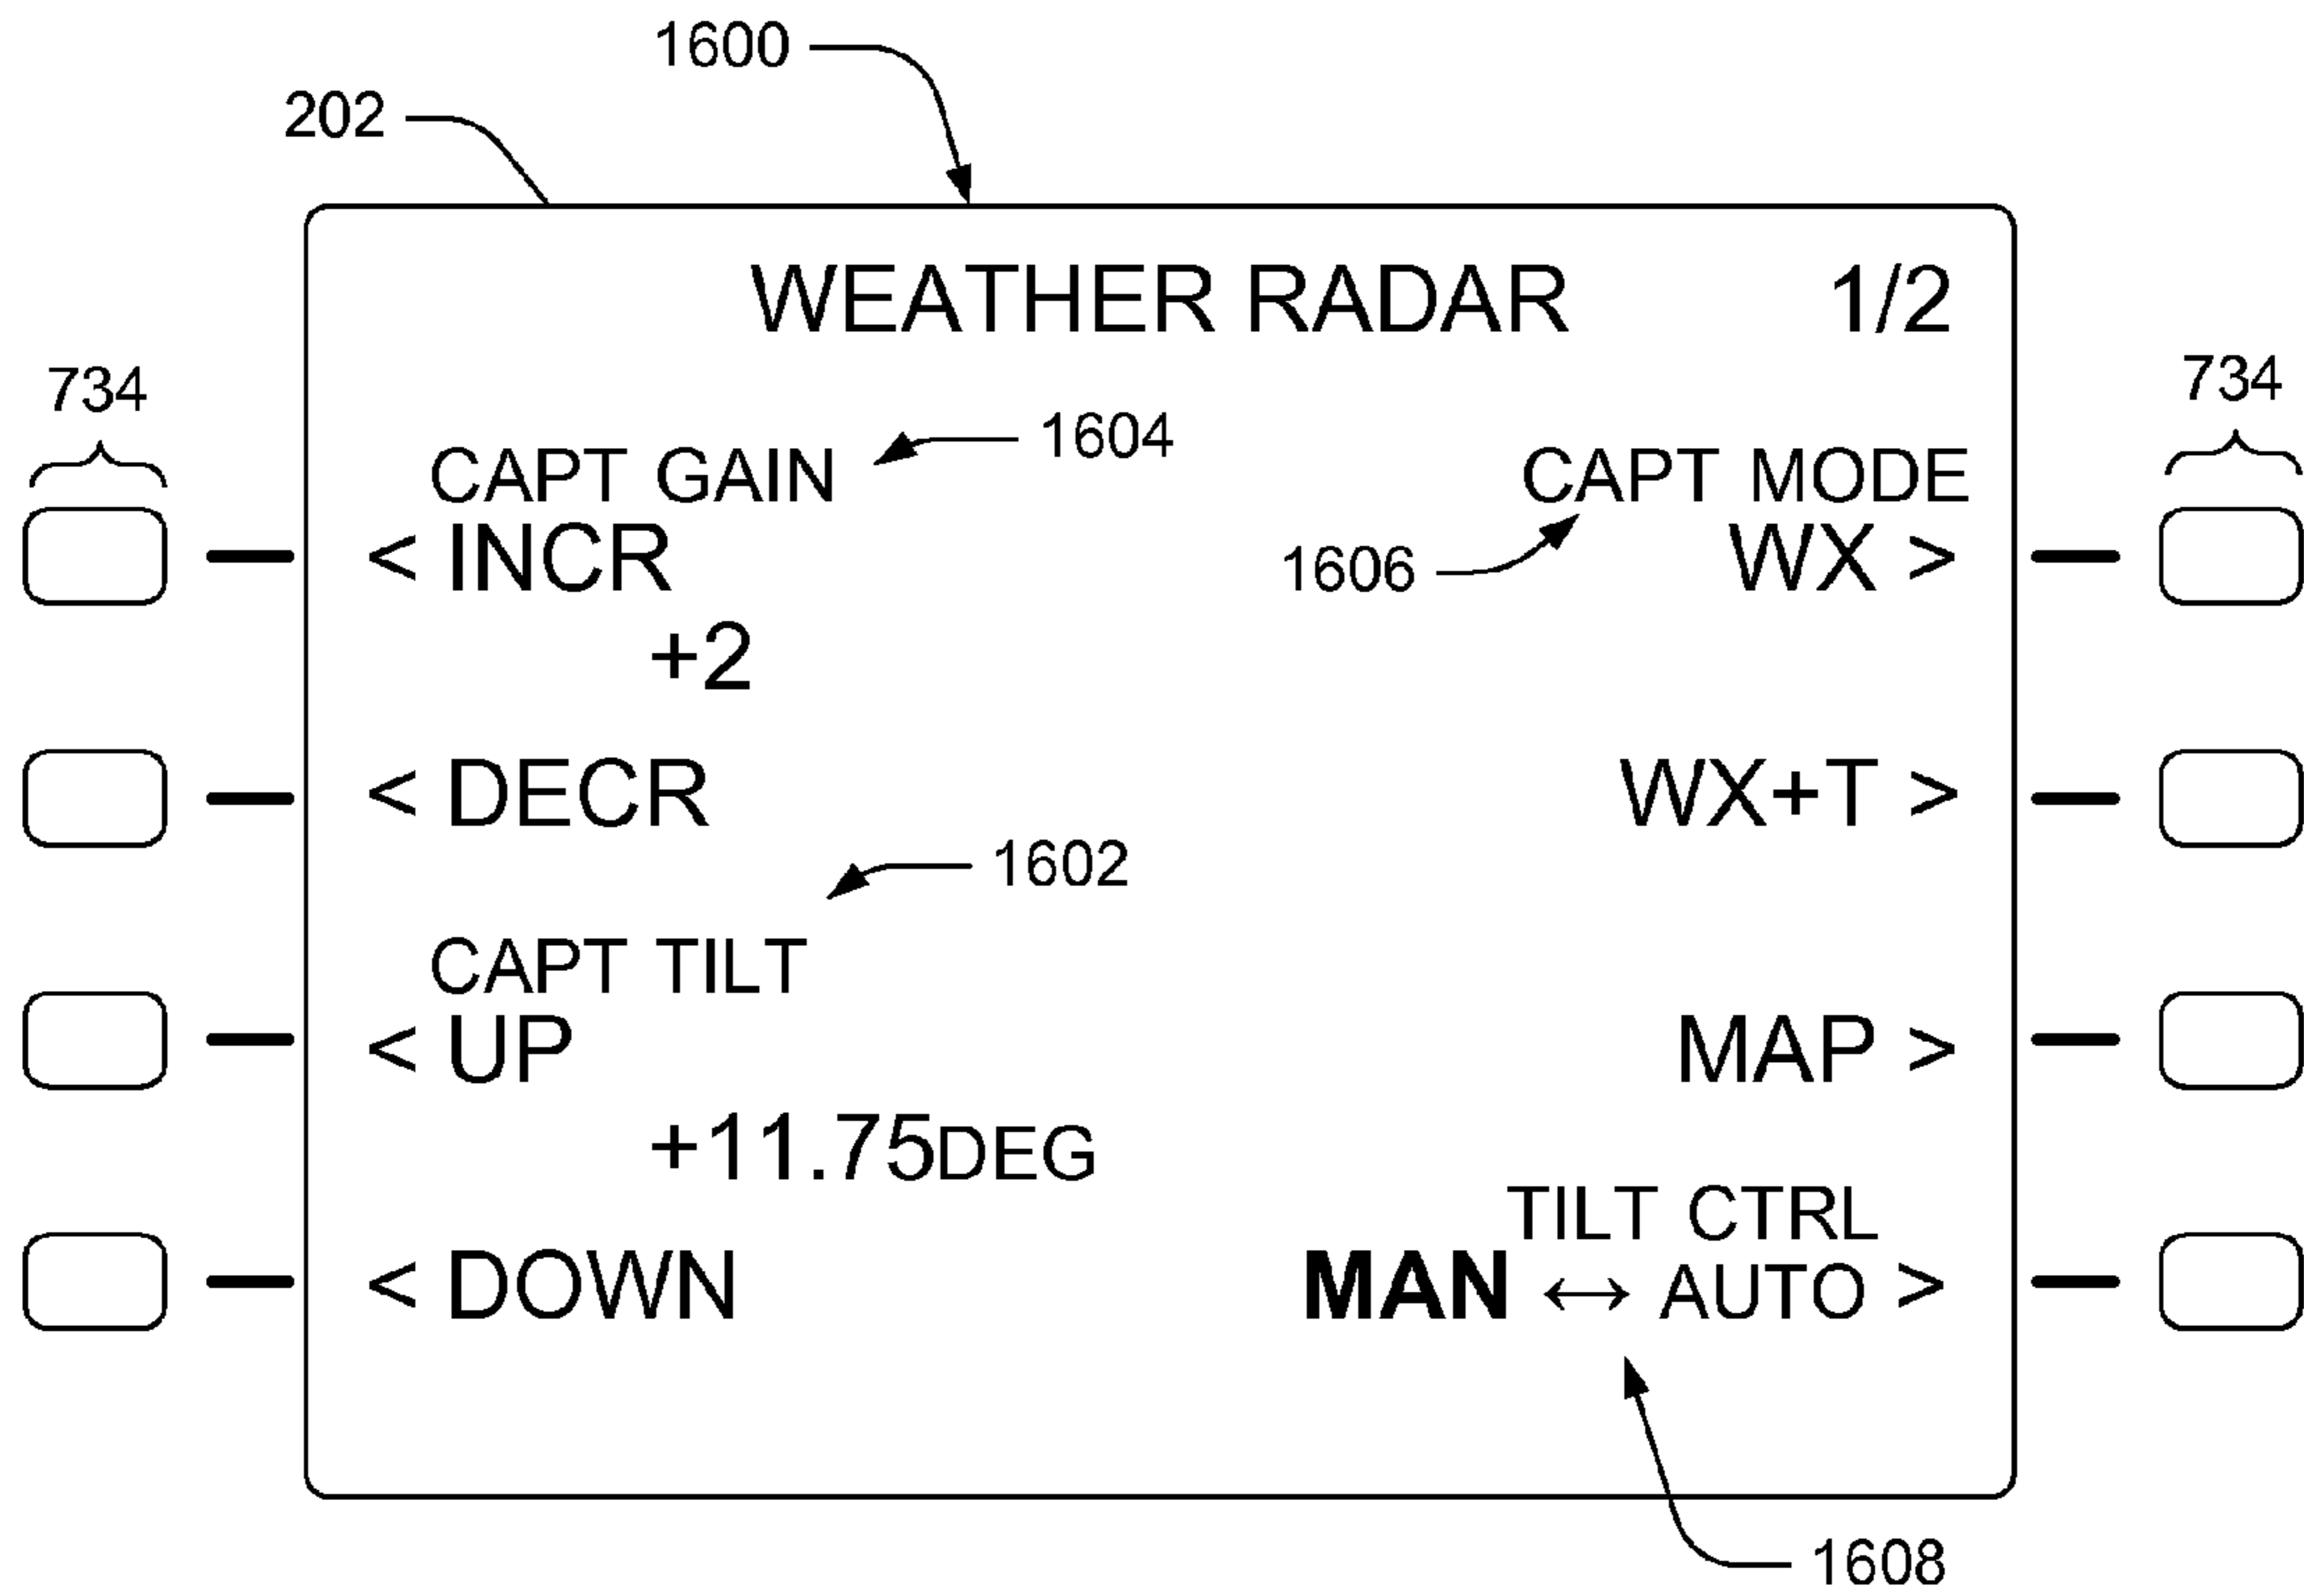 1600
202
WEATHER RADAR 1/2
734 734
CAPT GAIN 1604 CAPT MODE
< INCR 1606 WX >
+2
< DECR WX+T >
1602
CAPT TILT
< UP MAP >
+11.75DEG
TILT CTRL
< DOWN MAN ↔ AUTO >
1608